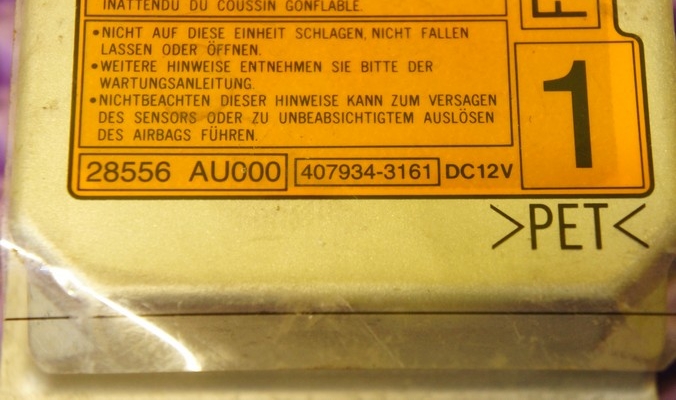 INATTENDU DU COUSSIN GONFLABLE.
•NICHT AUF DIESE EINHEIT SCHLAGEN, NICHT FALLEN
LASSEN ODER ÖFFNEN.
•WEITERE HINWEISE ENTNEHMEN SIE BITTE DER
WARTUNGSANLEITUNG.
•NICHTBEACHTEN DIESER HINWEISE KANN ZUM VERSAGEN
DES SENSORS ODER ZU UNBEABSICHTIGTEM AUSLÖSEN
DES AIRBAGS FÜHREN.
28556 AU000 407934-3161 DC12V
1
>PET<